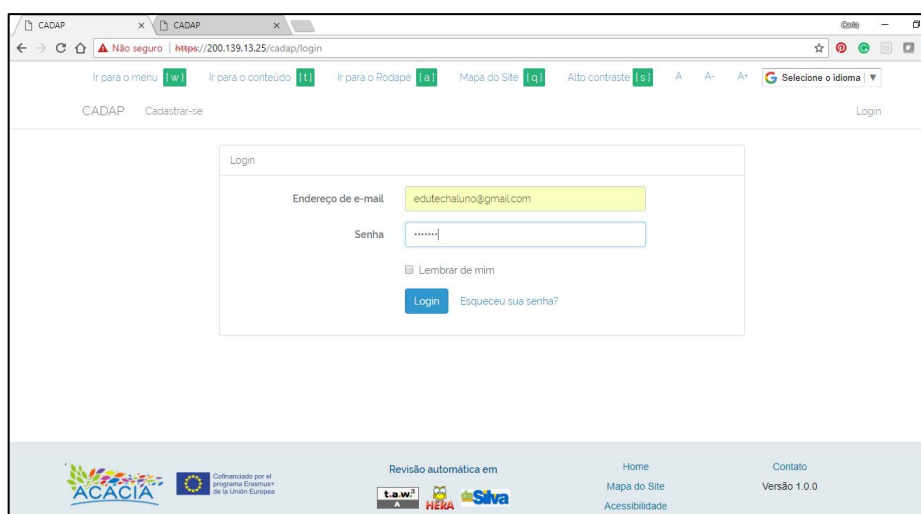 CADAP CADAP
Não seguro https://200.139.13.25/cadap/login
Ir para o menu [w] Ir para o conteúdo [t] Ir para o Rodapé [a] Mapa do Site [q] Alto contraste [s] A A- A+ Selecione o idioma
CADAP Cadastrar-se Login
Login
Endereço de e-mail edutechaluno@gmail.com
Senha •••••••
Lembrar de mim
Login Esqueceu sua senha?
ACACIA
Cofinanciado por el
programa Erasmus+
de la Unión Europea
Revisão automática em
t.a.w.³
A
HERA
daSilva
Home
Mapa do Site
Acessibilidade
Contato
Versão 1.0.0